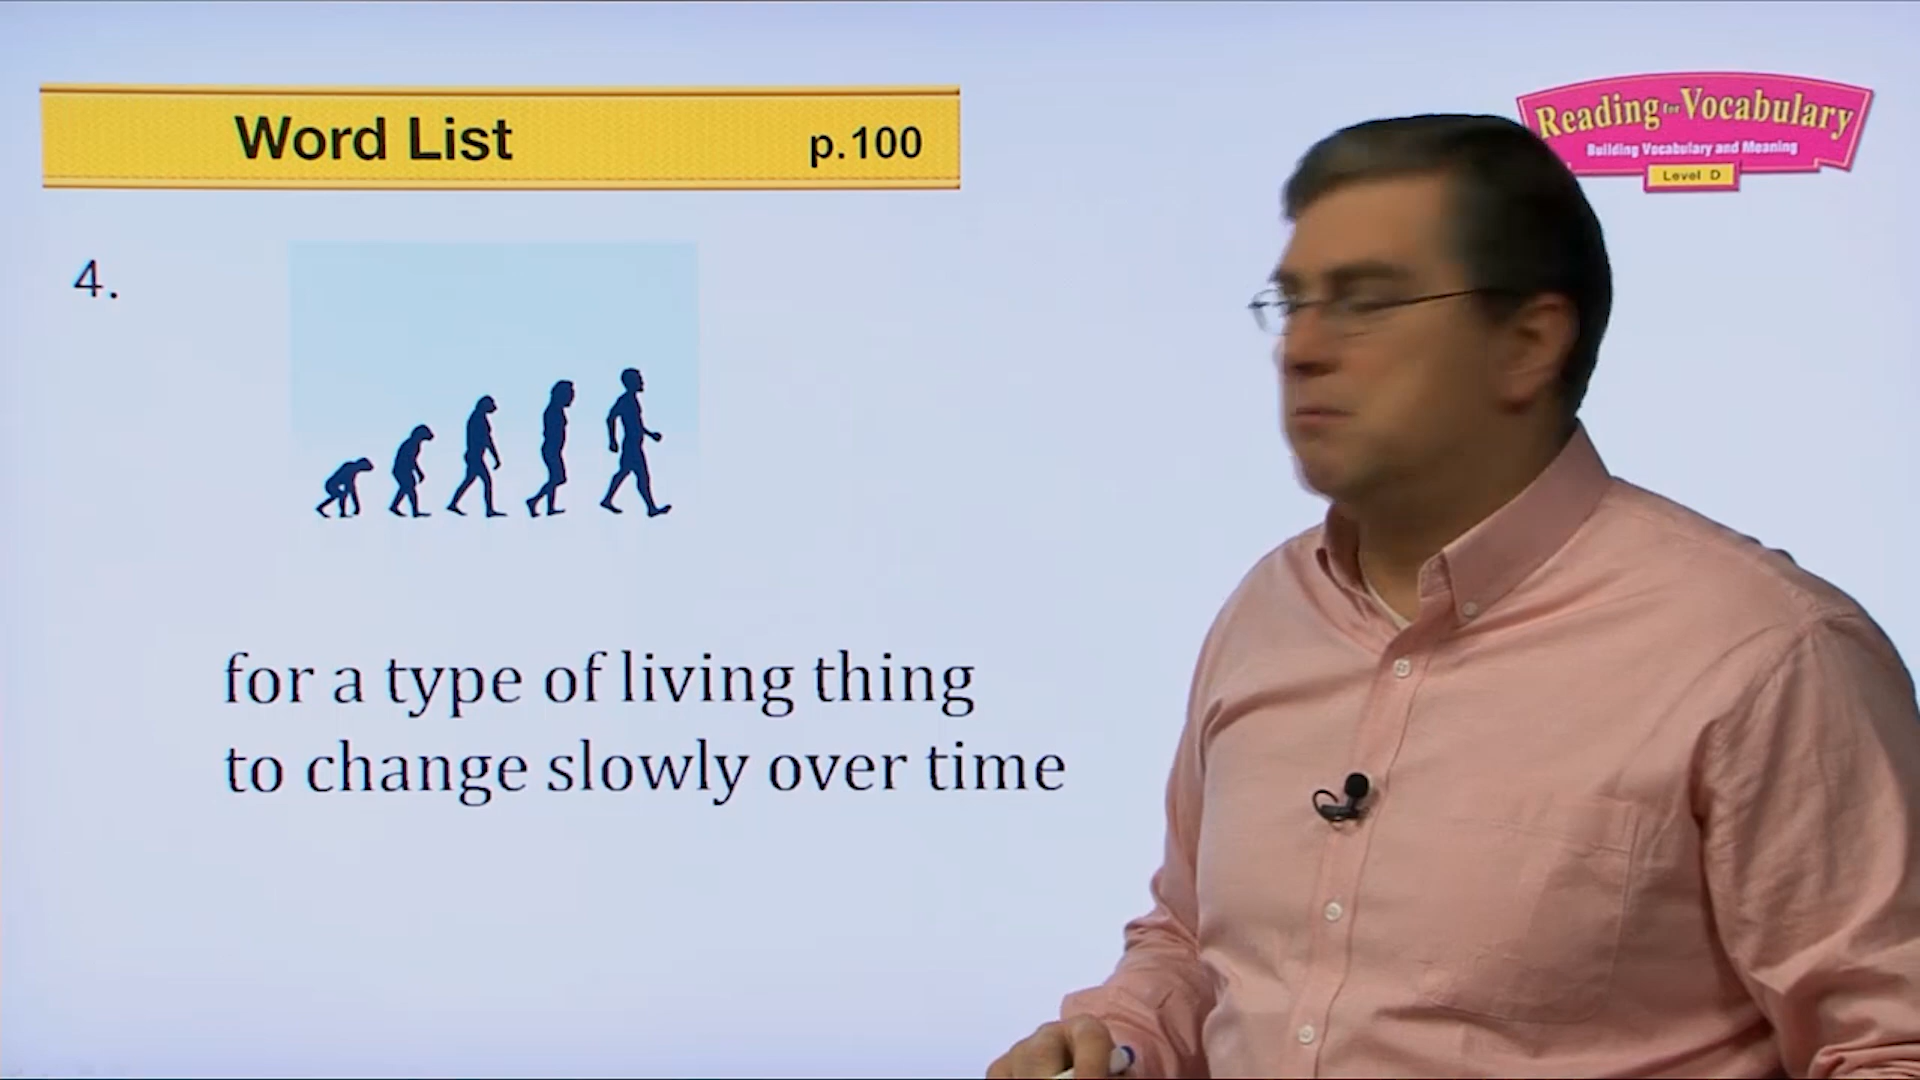 Word List p.100
Reading for Vocabulary
Building Vocabulary and Meaning
Level D
4.
for a type of living thing
to change slowly over time